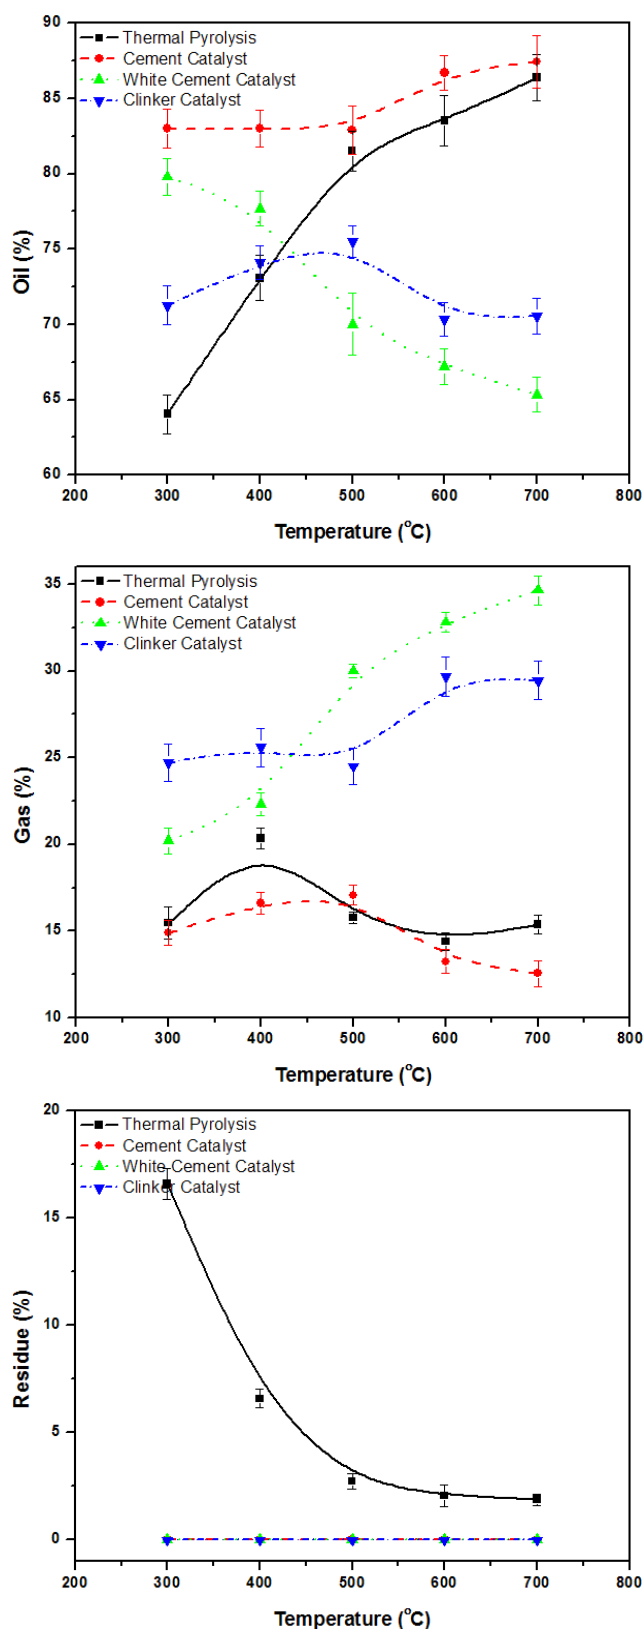 90
Thermal Pyrolysis
Cement Catalyst
White Cement Catalyst
Clinker Catalyst
85
80
75
70
65
60
Oil (%)
200 300 400 500 600 700 800
Temperature (°C)
35
Thermal Pyrolysis
Cement Catalyst
White Cement Catalyst
Clinker Catalyst
30
25
20
15
10
Gas (%)
200 300 400 500 600 700 800
Temperature (°C)
20
Thermal Pyrolysis
Cement Catalyst
White Cement Catalyst
Clinker Catalyst
15
10
5
0
Residue (%)
200 300 400 500 600 700 800
Temperature (°C)